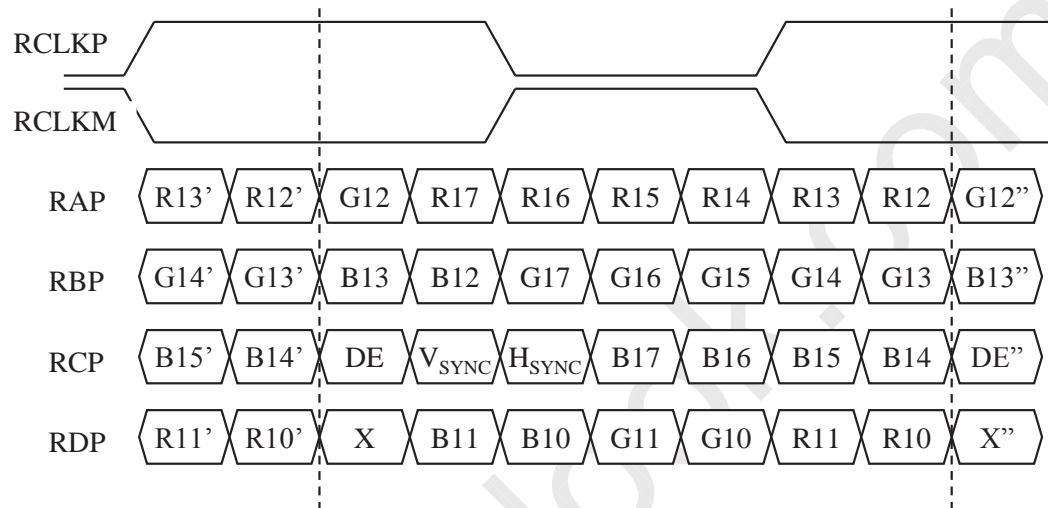 RCLKP
RCLKM
RAP R13’ R12’ G12 R17 R16 R15 R14 R13 R12 G12”
RBP G14’ G13’ B13 B12 G17 G16 G15 G14 G13 B13”
RCP B15’ B14’ DE VSYNC HSYNC B17 B16 B15 B14 DE”
RDP R11’ R10’ X B11 B10 G11 G10 R11 R10 X”